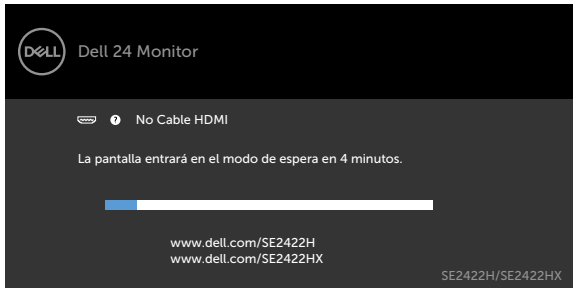 DELL Dell 24 Monitor
? No Cable HDMI
La pantalla entrará en el modo de espera en 4 minutos.
www.dell.com/SE2422H
www.dell.com/SE2422HX
SE2422H/SE2422HX